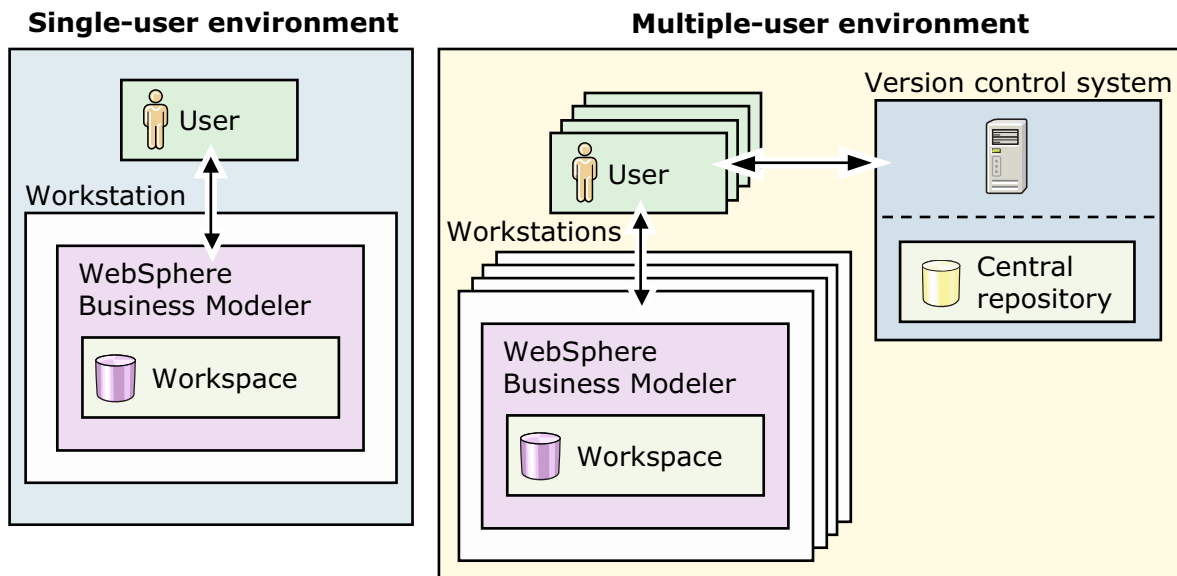 Single-user environment
User
Workstation
WebSphere
Business Modeler
Workspace
Multiple-user environment
Version control system
User
Workstations
Central
repository
WebSphere
Business Modeler
Workspace